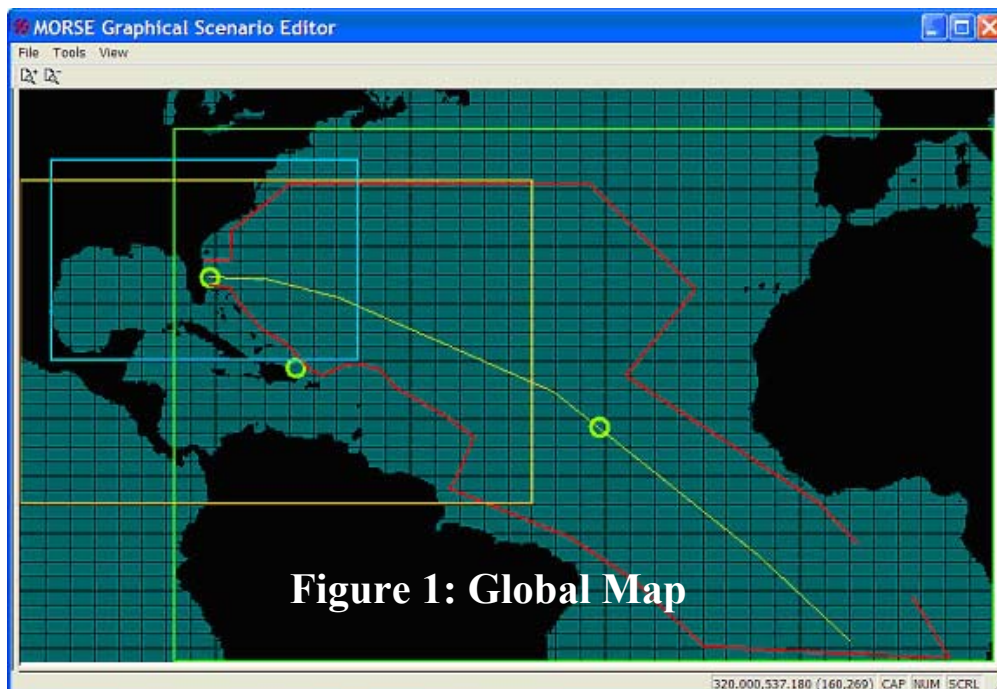 MORSE Graphical Scenario Editor
File Tools View
Figure 1: Global Map
320.000,537.180 (160,269) CAP NUM SCRL